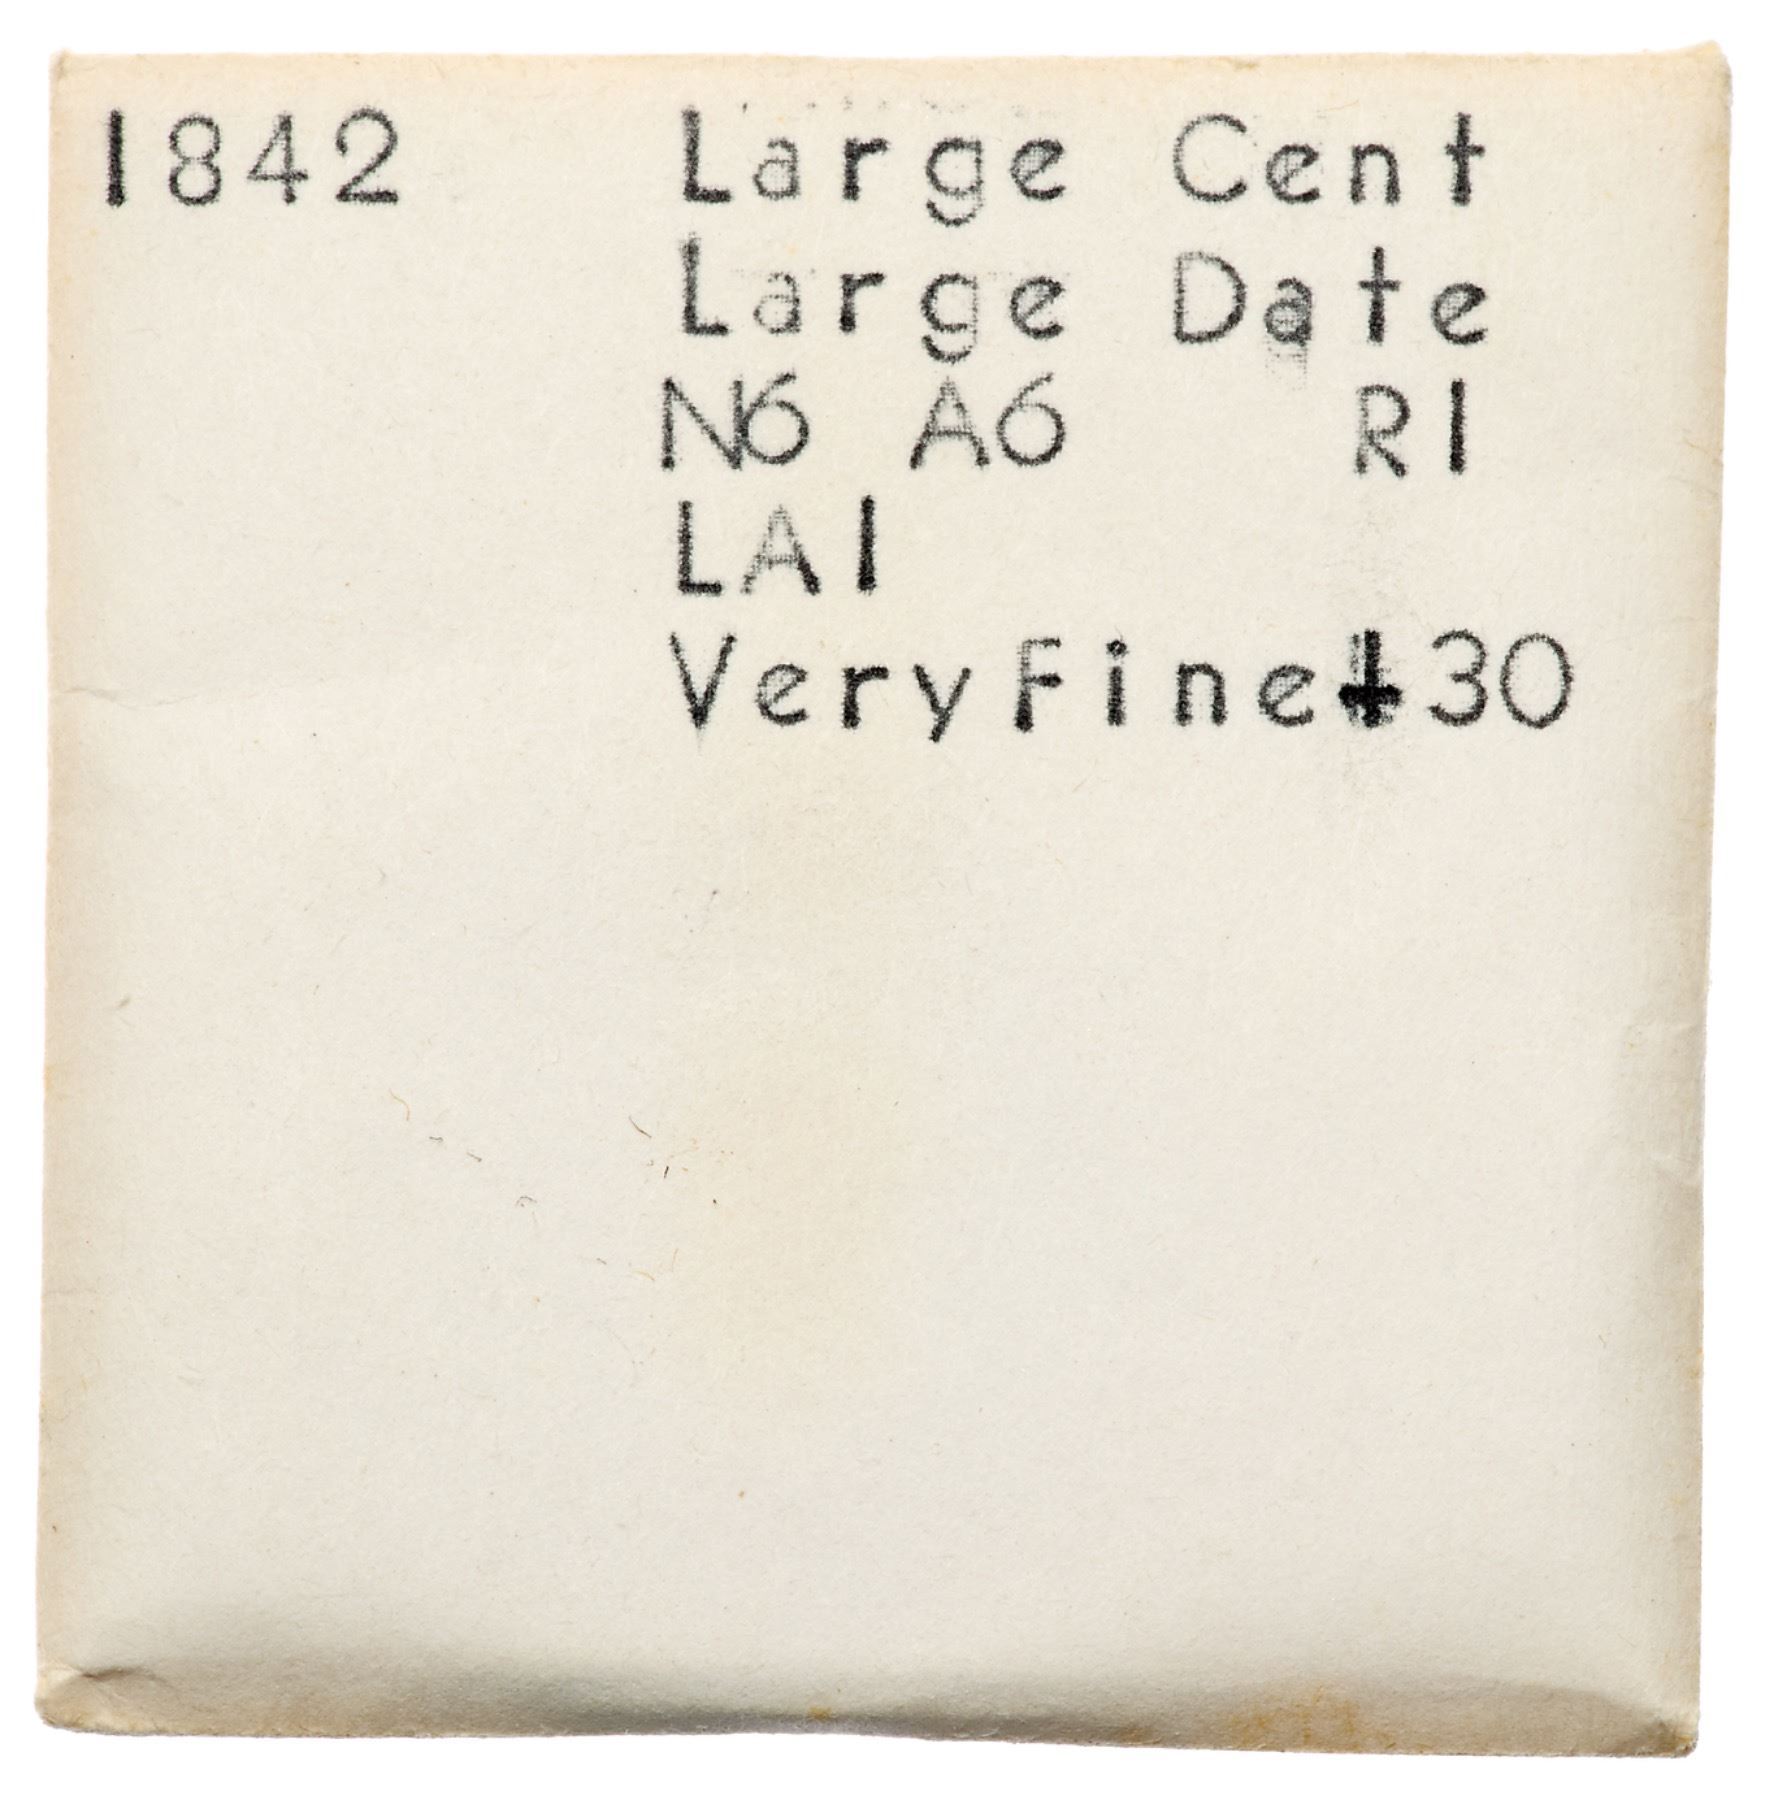 1842 Large Cent
Large Date
N6 A6 R1
LA1
VeryFine+30